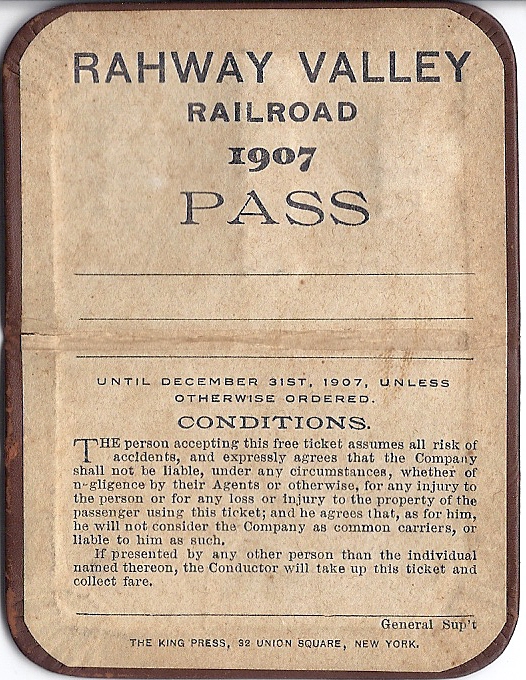 RAHWAY VALLEY
RAILROAD
1907
PASS
UNTIL DECEMBER 31ST, 1907, UNLESS
OTHERWISE ORDERED.
CONDITIONS.
THE person accepting this free ticket assumes all risk of
accidents, and expressly agrees that the Company
shall not be liable, under any circumstances, whether of
negligence by their Agents or otherwise, for any injury to
the person or for any loss or injury to the property of the
passenger using this ticket; and he agrees that, as for him,
he will not consider the Company as common carriers, or
liable to him as such.
If presented by any other person than the individual
named thereon, the Conductor will take up this ticket and
collect fare.
General Sup't
THE KING PRESS, 32 UNION SQUARE, NEW YORK.